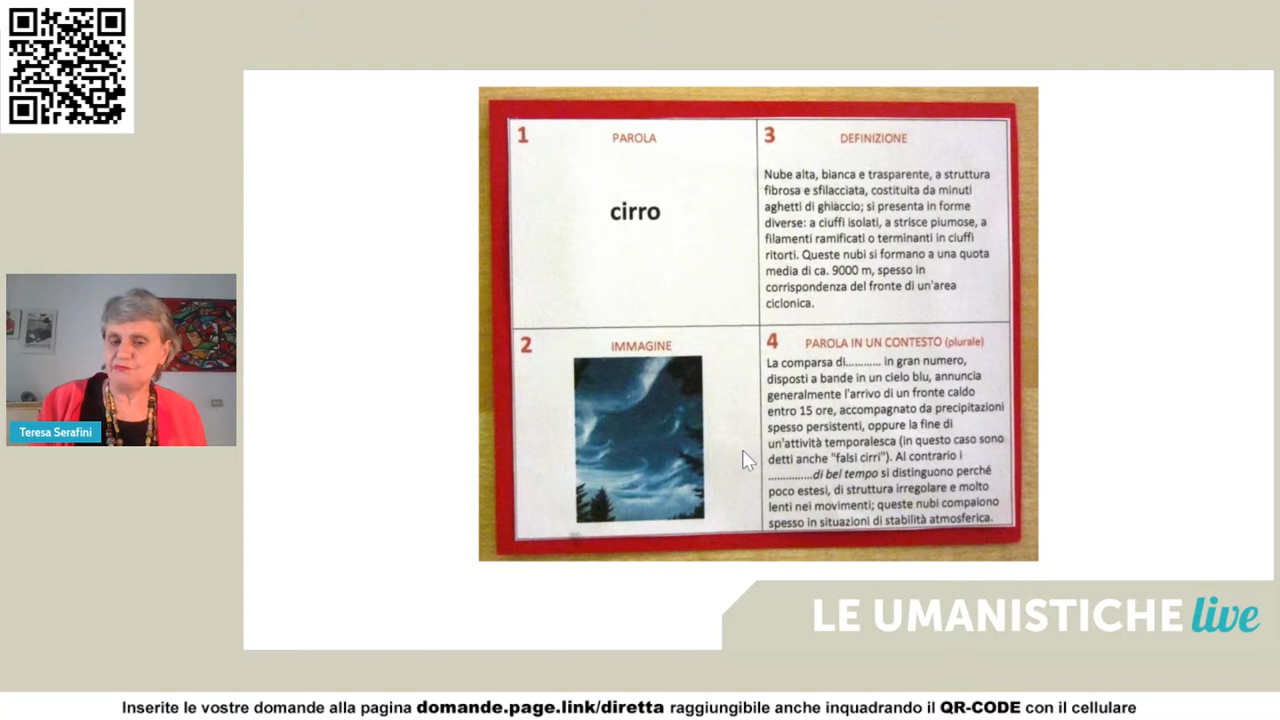 1 PAROLA
cirro
3 DEFINIZIONE
Nube alta, bianca e trasparente, a struttura
fibrosa e sfilacciata, costituita da minuti
aghetti di ghiaccio; si presenta in forme
diverse: a ciuffi isolati, a strisce piumose, a
filamenti ramificati o terminanti in ciuffi
ritorti. Queste nubi si formano a una quota
media di ca. 9000 m, spesso in
corrispondenza del fronte di un'area
ciclonica.
2 IMMAGINE
4 PAROLA IN UN CONTESTO (plurale)
La comparsa di............ in gran numero,
disposti a bande in un cielo blu, annuncia
generalmente l'arrivo di un fronte caldo
entro 15 ore, accompagnato da precipitazioni
spesso persistenti, oppure la fine di
un'attività temporalesca (in questo caso sono
detti anche "falsi cirri"). Al contrario i
...............di bel tempo si distinguono perché
poco estesi, di struttura irregolare e molto
lenti nei movimenti; queste nubi compaiono
spesso in situazioni di stabilità atmosferica.
Teresa Serafini
LE UMANISTICHE live
Inserite le vostre domande alla pagina domande.page.link/diretta raggiungibile anche inquadrando il QR-CODE con il cellulare